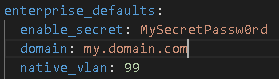 enterprise_defaults:
  enable_secret: MySecretPassw0rd
  domain: my.domain.com
  native_vlan: 99